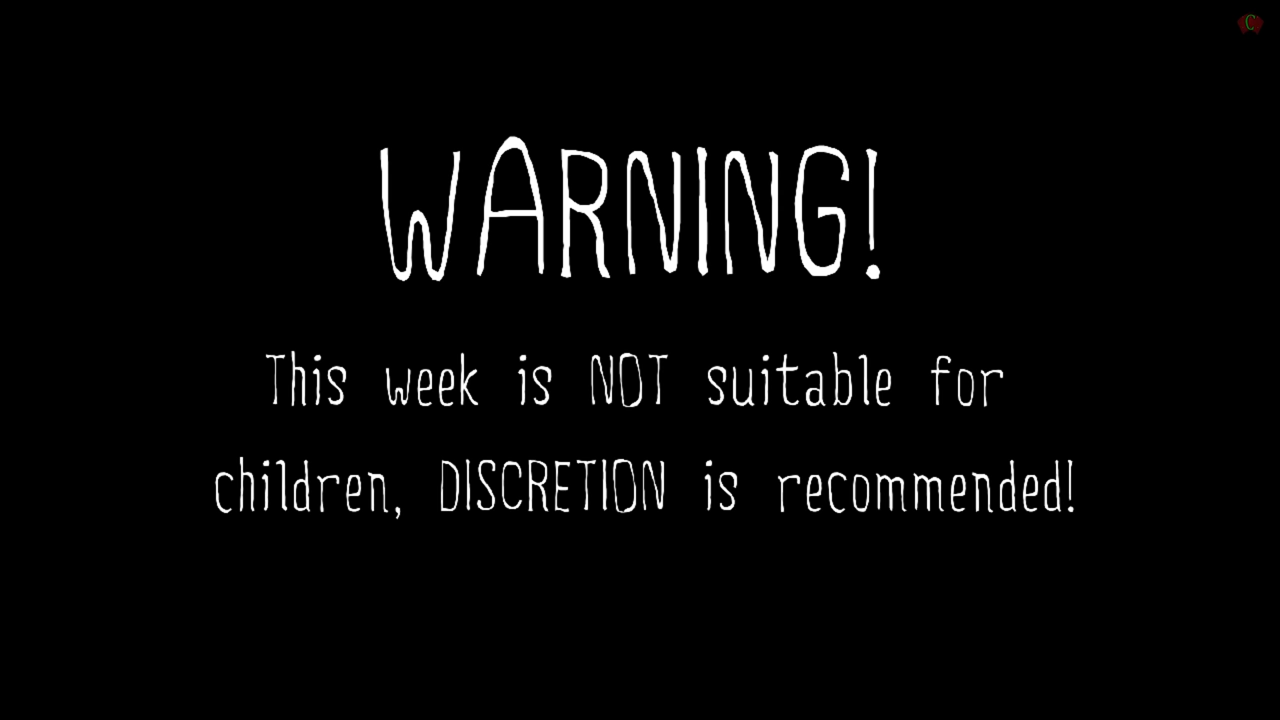 C
WARNING!
This week is NOT suitable for
children, DISCRETION is recommended!